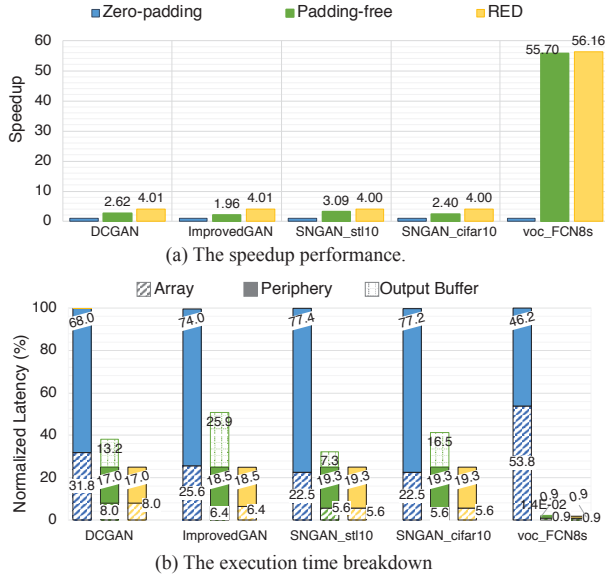 Zero-padding Padding-free RED
60
50
40
30
20
10
0
Speedup
2.62 4.01 1.96 4.01 3.09 4.00 2.40 4.00 55.70 56.16
DCGAN ImprovedGAN SNGAN_stl10 SNGAN_cifar10 voc_FCN8s
(a) The speedup performance.
Array Periphery Output Buffer
100
80
60
40
20
0
Normalized Latency (%)
68.0 74.0 77.4 77.2 46.2
13.2 25.9 7.3 16.5 53.8
31.8 17.0 17.0 25.6 18.5 18.5 22.5 19.3 19.3 22.5 19.3 19.3 0.9 0.9
8.0 8.0 6.4 6.4 5.6 5.6 5.6 5.6 1.4E-02 0.9 0.9
DCGAN ImprovedGAN SNGAN_stl10 SNGAN_cifar10 voc_FCN8s
(b) The execution time breakdown